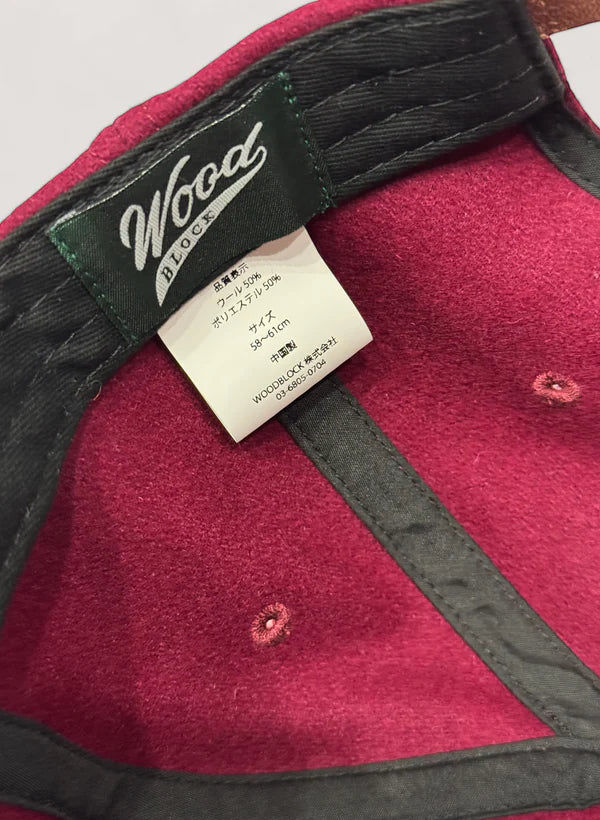 Wood
BLOCK
品質表示
ウール 50%
ポリエステル 50%
サイズ
58〜61cm
中国製
WOODBLOCK 株式会社
03-6805-0704